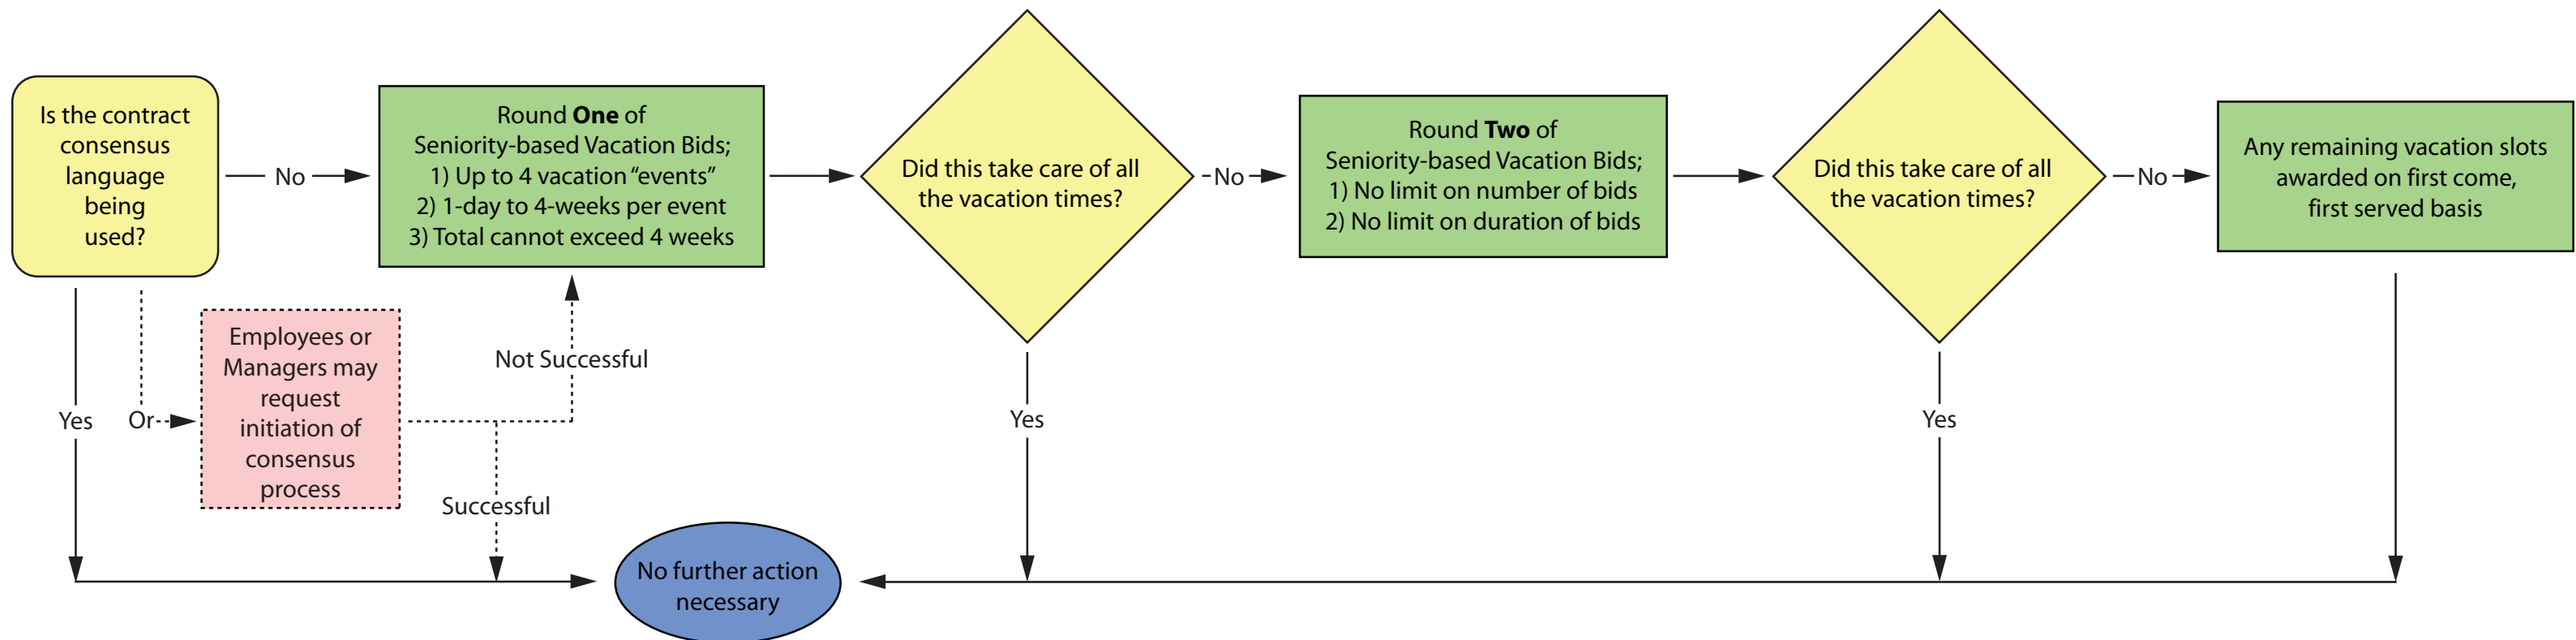 Is the contract
consensus
language
being
used?
No
Round One of
Seniority-based Vacation Bids;
1) Up to 4 vacation “events”
2) 1-day to 4-weeks per event
3) Total cannot exceed 4 weeks
Did this take care of all
the vacation times?
No
Round Two of
Seniority-based Vacation Bids;
1) No limit on number of bids
2) No limit on duration of bids
Did this take care of all
the vacation times?
No
Any remaining vacation slots
awarded on first come,
first served basis
Yes
Or
Employees or
Managers may
request
initiation of
consensus
process
Not Successful
Successful
Yes
Yes
No further action
necessary